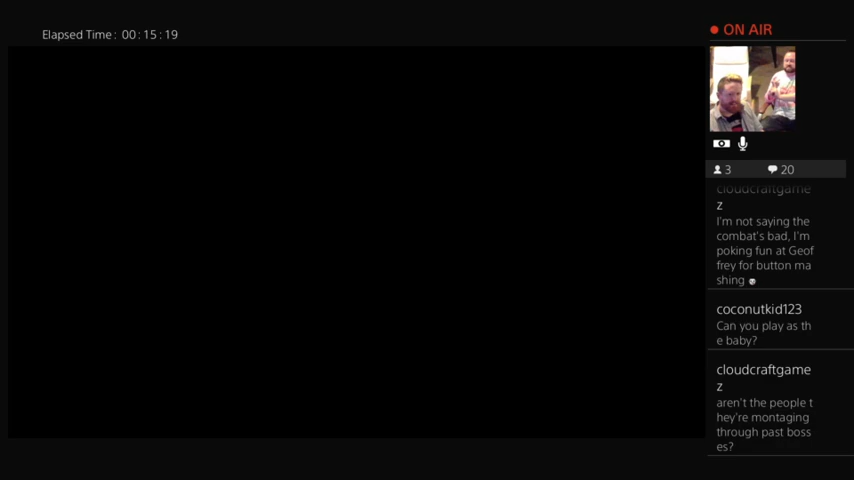 Elapsed Time: 00:15:19
ON AIR
3
20
cloudcraftgame
z
I'm not saying the
combat's bad, I'm
poking fun at Geof
frey for button ma
shing
coconutkid123
Can you play as th
e baby?
cloudcraftgame
z
aren't the people t
hey're montaging
through past boss
es?